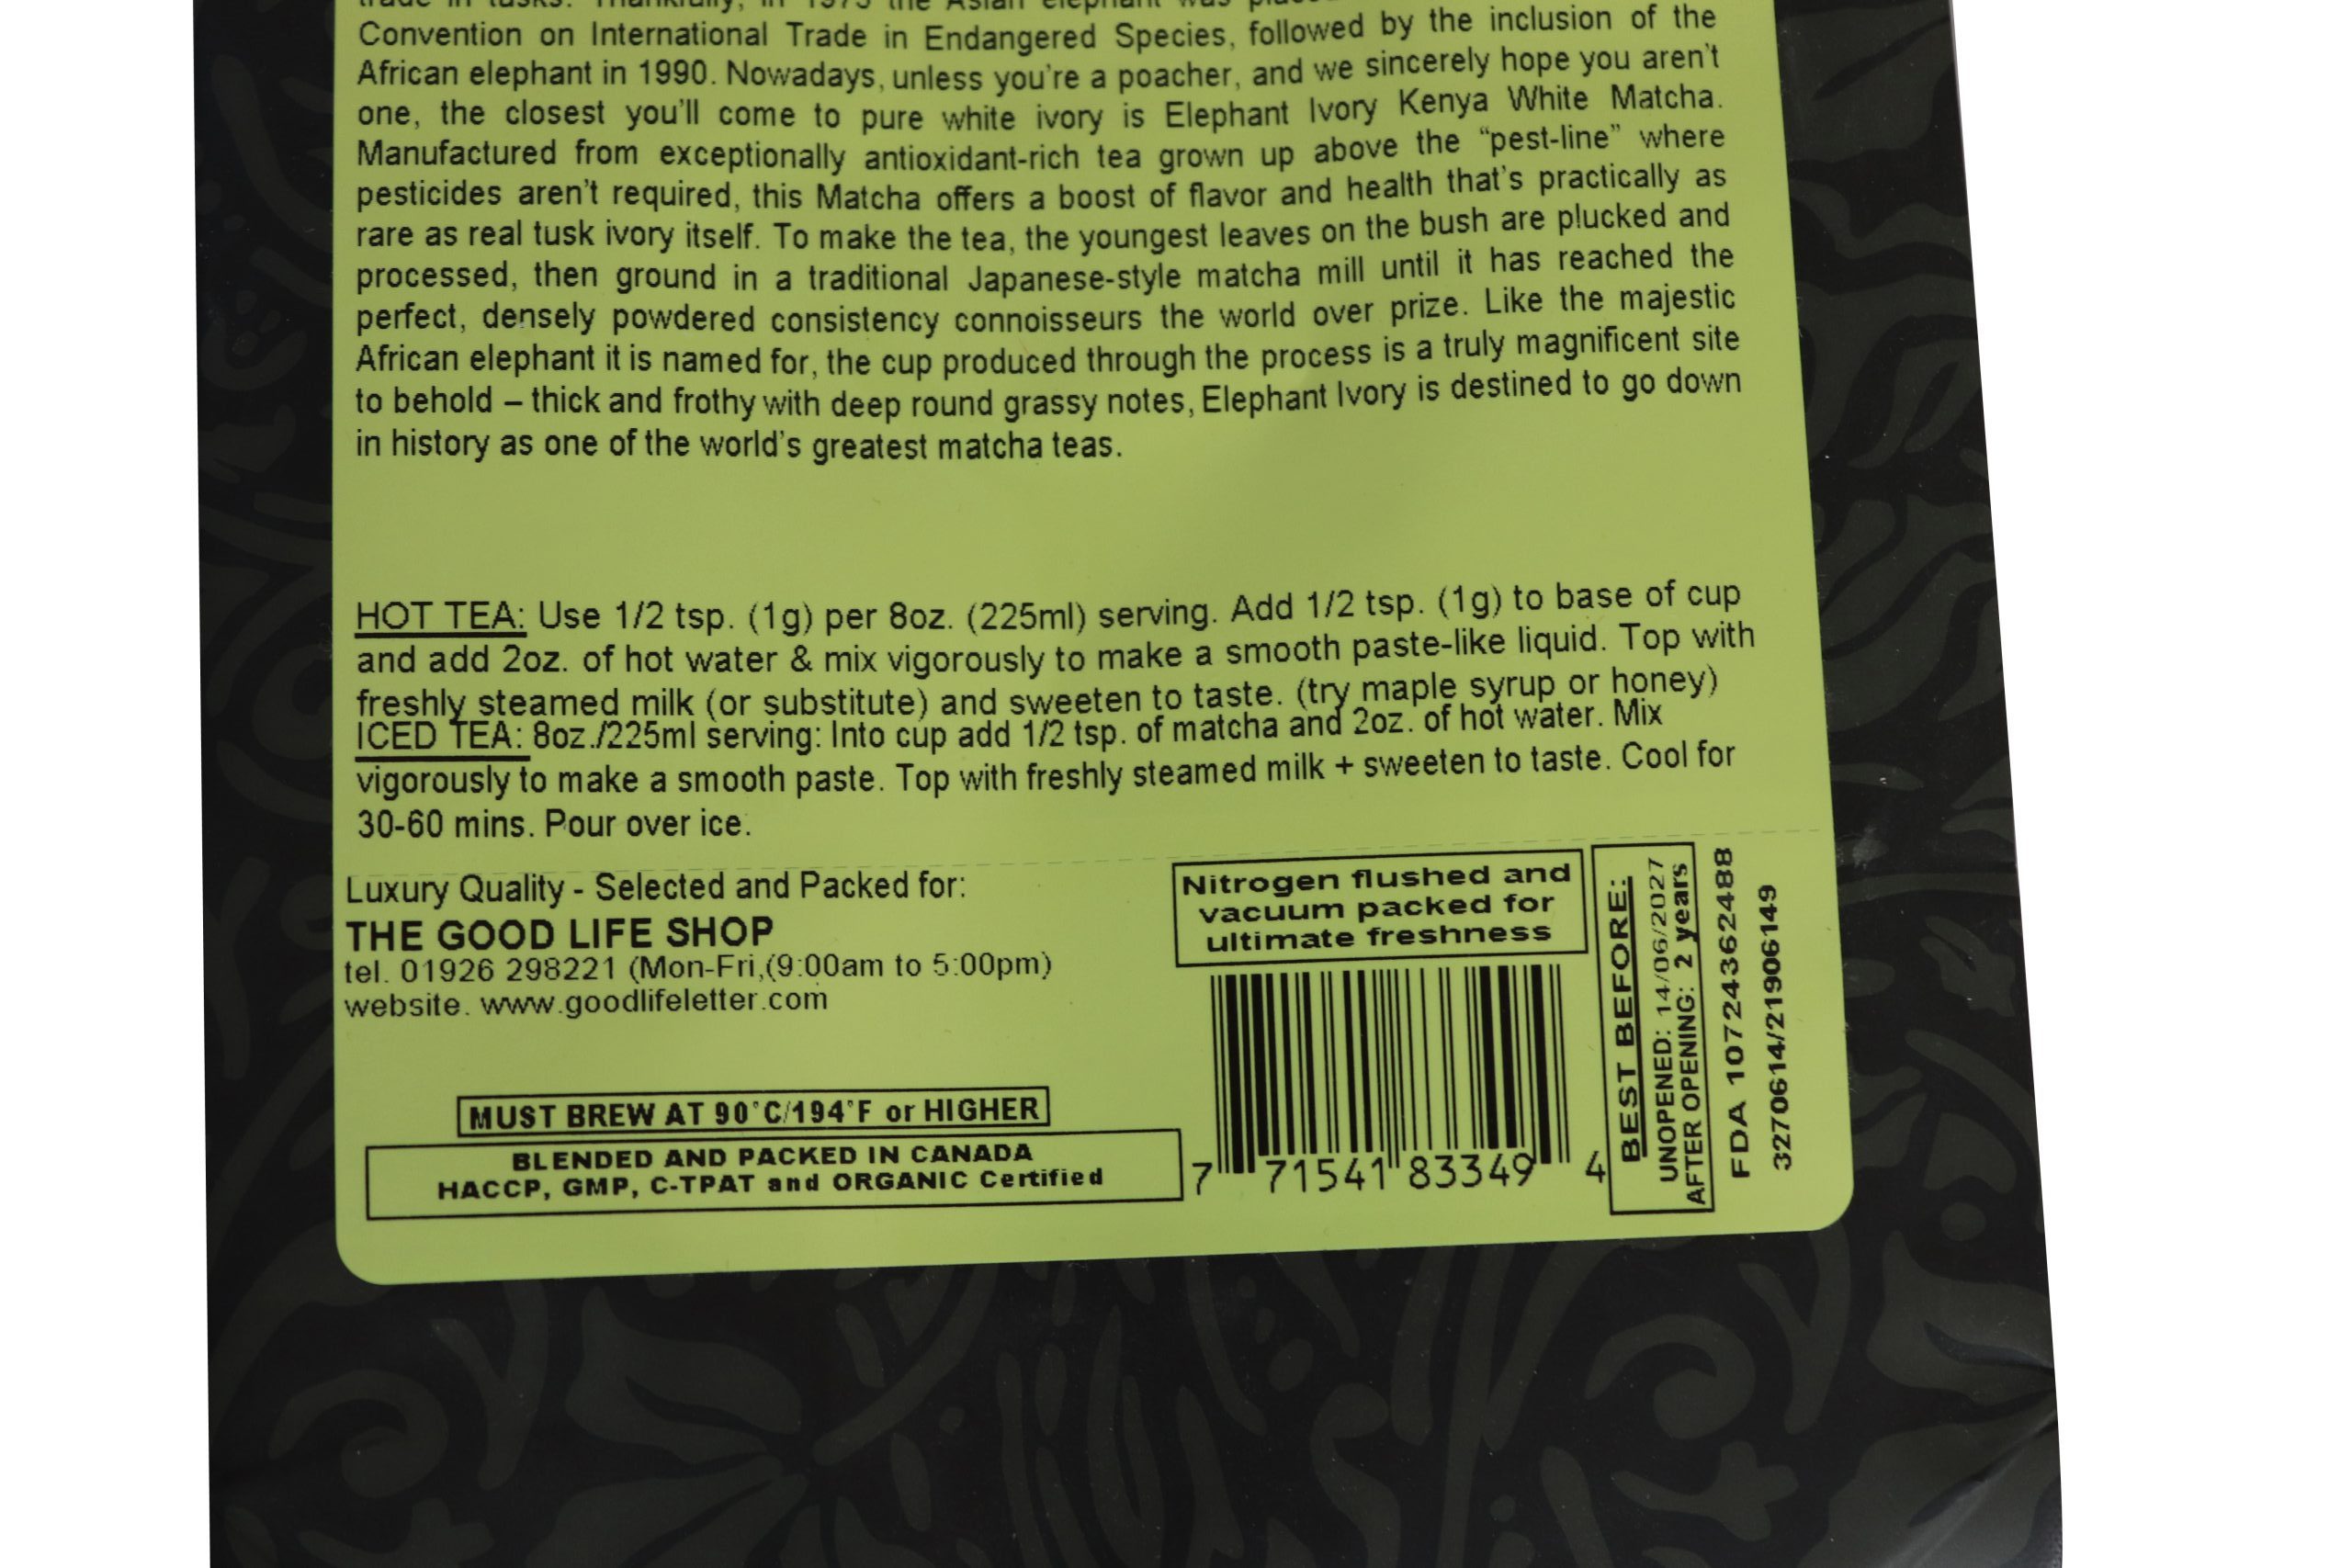 trade in tusks. Thankfully, in 1975 the Asian elephant was
Convention on International Trade in Endangered Species, followed by the inclusion of the
African elephant in 1990. Nowadays, unless you're a poacher, and we sincerely hope you aren't
one, the closest you'll come to pure white ivory is Elephant Ivory Kenya White Matcha.
Manufactured from exceptionally antioxidant-rich tea grown up above the “pest-line” where
pesticides aren't required, this Matcha offers a boost of flavor and health that's practically as
rare as real tusk ivory itself. To make the tea, the youngest leaves on the bush are plucked and
processed, then ground in a traditional Japanese-style matcha mill until it has reached the
perfect, densely powdered consistency connoisseurs the world over prize. Like the majestic
African elephant it is named for, the cup produced through the process is a truly magnificent site
to behold – thick and frothy with deep round grassy notes, Elephant Ivory is destined to go down
in history as one of the world's greatest matcha teas.
HOT TEA: Use 1/2 tsp. (1g) per 8oz. (225ml) serving. Add 1/2 tsp. (1g) to base of cup
and add 2oz. of hot water & mix vigorously to make a smooth paste-like liquid. Top with
freshly steamed milk (or substitute) and sweeten to taste. (try maple syrup or honey)
ICED TEA: 8oz./225ml serving: Into cup add 1/2 tsp. of matcha and 2oz. of hot water. Mix
vigorously to make a smooth paste. Top with freshly steamed milk + sweeten to taste. Cool for
30-60 mins. Pour over ice.
Luxury Quality - Selected and Packed for:
THE GOOD LIFE SHOP
tel. 01926 298221 (Mon-Fri,(9:00am to 5:00pm)
website. www.goodlifeletter.com
MUST BREW AT 90°C/194°F or HIGHER
BLENDED AND PACKED IN CANADA
HACCP, GMP, C-TPAT and ORGANIC Certified
Nitrogen flushed and
vacuum packed for
ultimate freshness
7 71541 83349 4
BEST BEFORE:
UNOPENED: 14/06/2027
AFTER OPENING: 2 years
FDA 10724362488
3270614/21906149